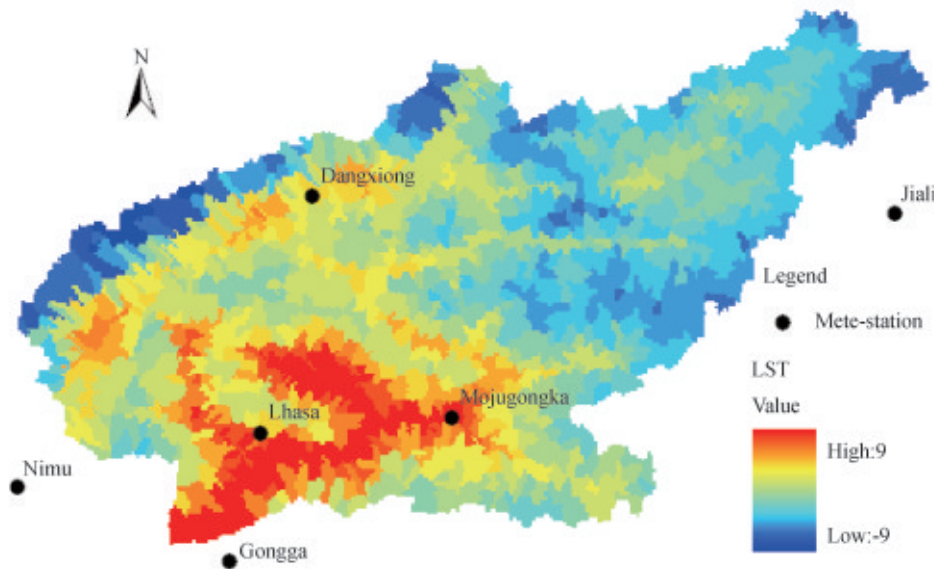 N
Dangxiong
Jiali
Legend
Mete-station
LST
Value
Mojugongka
Lhasa
High:9
Nimu
Low:-9
Gongga